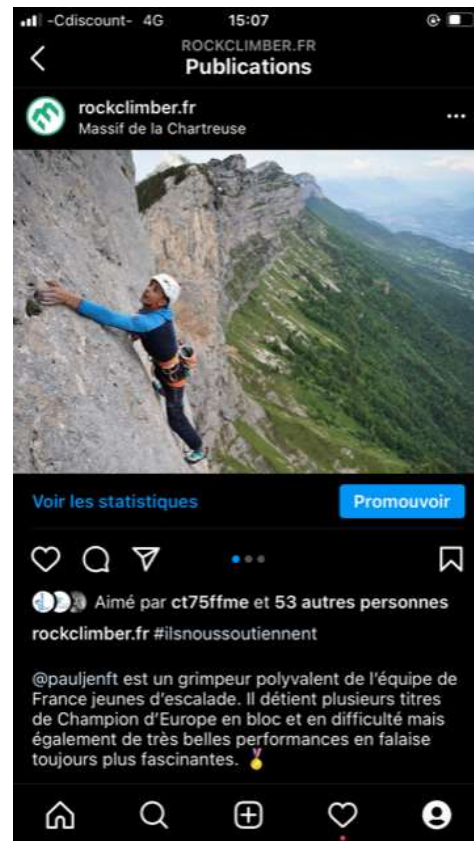 -Cdiscount- 4G 15:07
ROCKCLIMBER.FR
Publications
rockclimber.fr
Massif de la Chartreuse
Voir les statistiques
Promouvoir
Aimé par ct75ffme et 53 autres personnes
rockclimber.fr #ilsnoussoutiennent
@pauljenft est un grimpeur polyvalent de l'équipe de
France jeunes d'escalade. Il détient plusieurs titres
de Champion d'Europe en bloc et en difficulté mais
également de très belles performances en falaise
toujours plus fascinantes. 🏅